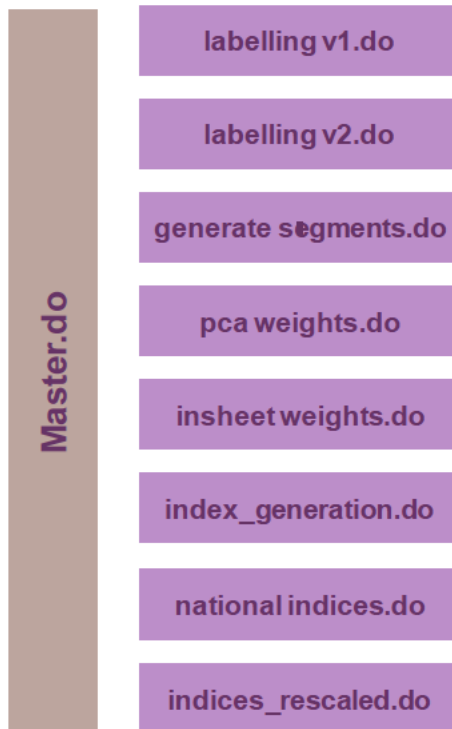 Master.do
labelling v1.do
labelling v2.do
generate segments.do
pca weights.do
insheet weights.do
index_generation.do
national indices.do
indices_rescaled.do